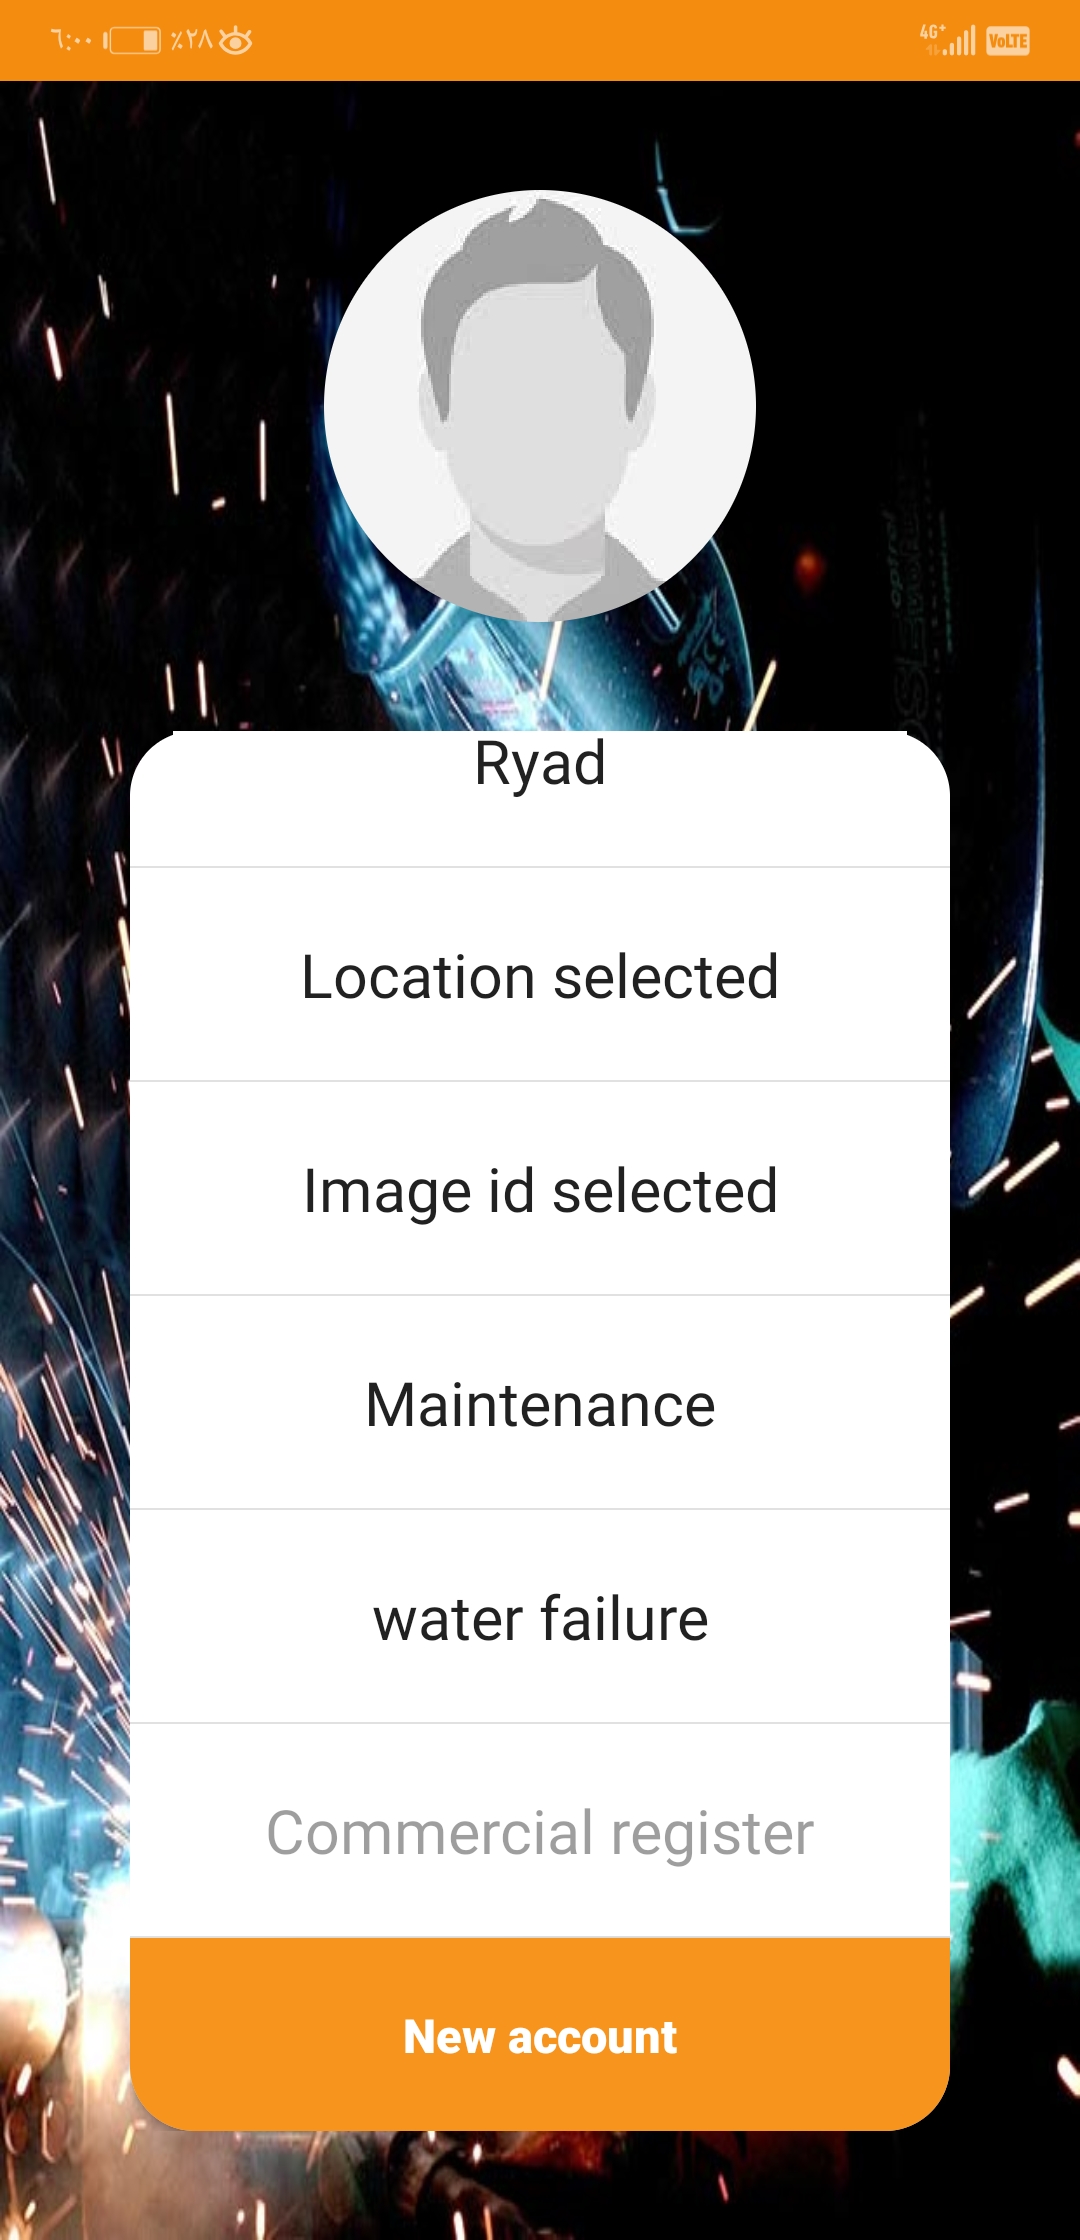 ٦:٠٠ ٪٢٨ 4G+ VoLTE
Ryad
Location selected
Image id selected
Maintenance
water failure
Commercial register
New account